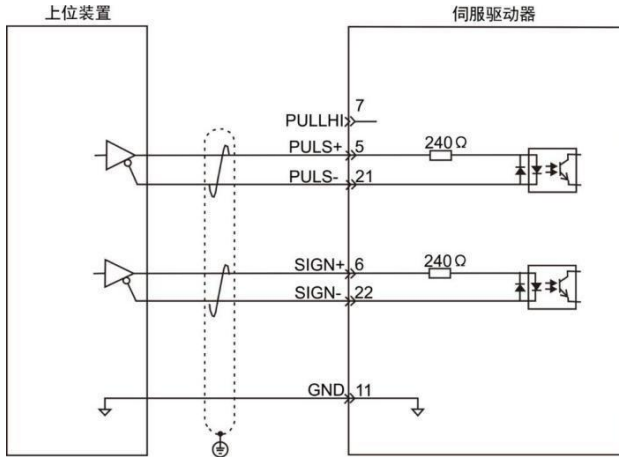 上位装置
伺服驱动器
7
PULLHI
PULS+ 5 240Ω
PULS- 21
SIGN+ 6 240Ω
SIGN- 22
GND 11